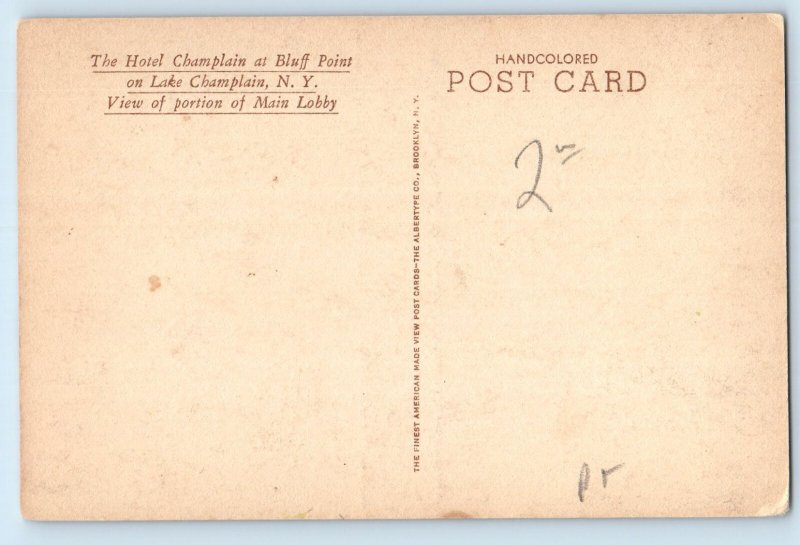 The Hotel Champlain at Bluff Point
on Lake Champlain, N. Y.
View of portion of Main Lobby
THE FINEST AMERICAN MADE VIEW POST CARDS—THE ALBERTYPE CO., BROOKLYN, N. Y.
HANDCOLORED
POST CARD
2